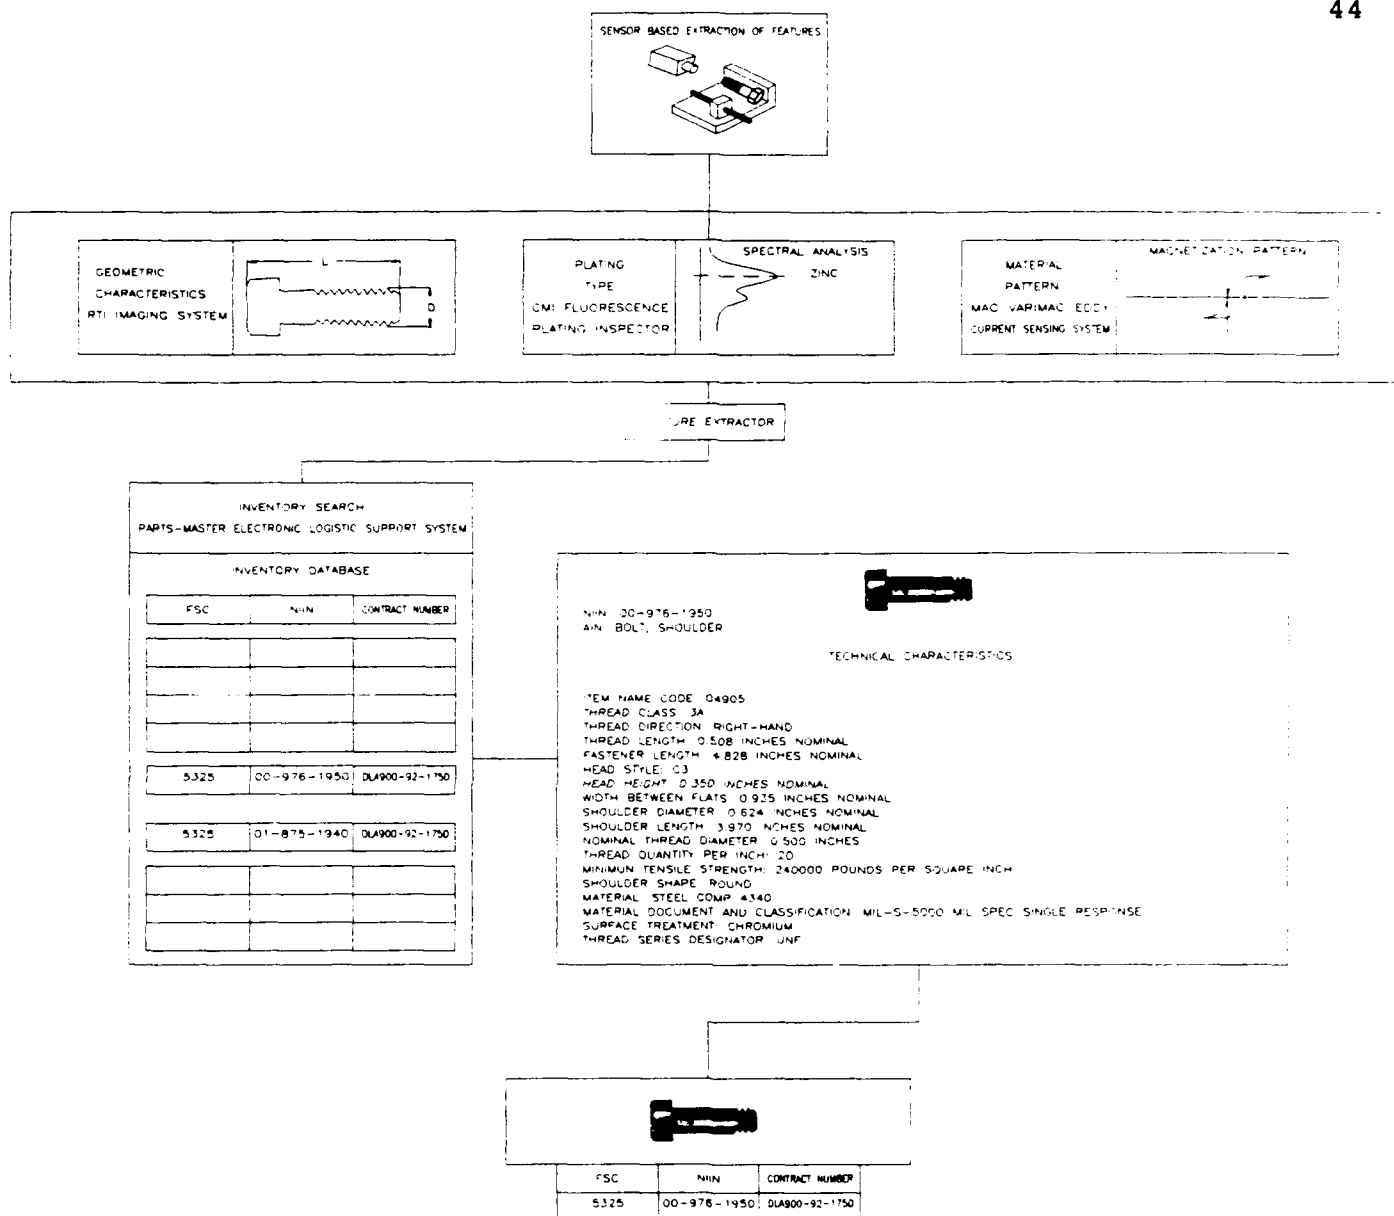 44
SENSOR BASED EXTRACTION OF FEATURES
GEOMETRIC
CHARACTERISTICS
RTI IMAGING SYSTEM
L
D
PLATING
TYPE
CMI FLUORESCENCE
PLATING INSPECTOR
SPECTRAL ANALYSIS
ZINC
MATERIAL
PATTERN
MAC VARIMAC EDDY
CURRENT SENSING SYSTEM
MAGNETIZATION PATTERN
URE EXTRACTOR
INVENTORY SEARCH
PARTS-MASTER ELECTRONIC LOGISTIC SUPPORT SYSTEM
INVENTORY DATABASE
FSC NIIN CONTRACT NUMBER
5325 00-976-1950 DLA900-92-1750
5325 01-875-1940 DLA900-92-1750
NIIN: 00-976-1950
AIN: BOLT, SHOULDER
TECHNICAL CHARACTERISTICS
ITEM NAME CODE: 04905
THREAD CLASS: 3A
THREAD DIRECTION: RIGHT-HAND
THREAD LENGTH: 0.508 INCHES NOMINAL
FASTENER LENGTH: 4.828 INCHES NOMINAL
HEAD STYLE: C3
HEAD HEIGHT: 0.350 INCHES NOMINAL
WIDTH BETWEEN FLATS: 0.935 INCHES NOMINAL
SHOULDER DIAMETER: 0.624 INCHES NOMINAL
SHOULDER LENGTH: 3.970 INCHES NOMINAL
NOMINAL THREAD DIAMETER: 0.500 INCHES
THREAD QUANTITY PER INCH: 20
MINIMUN TENSILE STRENGTH: 240000 POUNDS PER SQUARE INCH
SHOULDER SHAPE: ROUND
MATERIAL: STEEL COMP 4340
MATERIAL DOCUMENT AND CLASSIFICATION: MIL-S-5000 MIL SPEC SINGLE RESPONSE
SURFACE TREATMENT: CHROMIUM
THREAD SERIES DESIGNATOR: UNF
FSC NIIN CONTRACT NUMBER
5325 00-976-1950 DLA900-92-1750